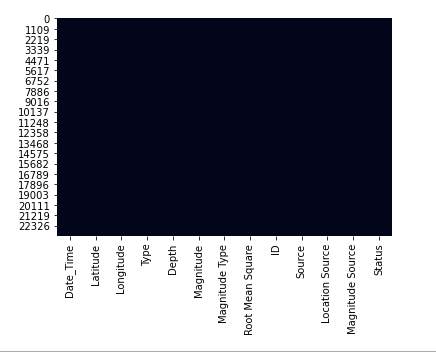 0
1109
2219
3339
4471
5617
6752
7886
9016
10137
11248
12358
13468
14575
15682
16789
17896
19003
20111
21219
22326
Date_Time
Latitude
Longitude
Type
Depth
Magnitude
Magnitude Type
Root Mean Square
ID
Source
Location Source
Magnitude Source
Status